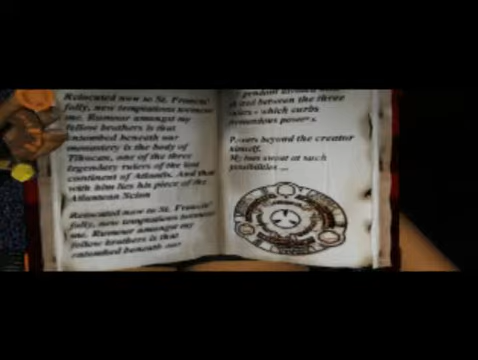 Relocated now to St. Francis'
folly, new temptations torment
me. Rumour amongst my
fellow brothers is that
entombed beneath our
monastery is the body of
Tihocan, one of the three
legendary rulers of the lost
continent of Atlantis. And that
with him lies his piece of the
Atlantean Scion
Relocated now to St. Francis'
folly, new temptations torment
me. Rumour amongst my
fellow brothers is that
entombed beneath our
pendant divided
shared between the three
rulers - which curbs
tremendous powers.
Powers beyond the creator
himself.
My sweat at such
possibilities ...